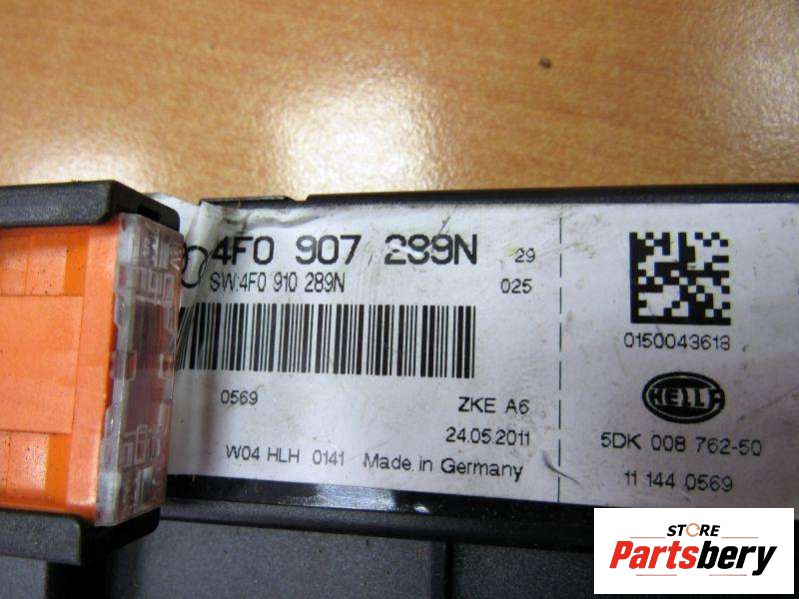 4F0 907 289N 29
SW:4F0 910 289N 025
0569 ZKE A6
24.05.2011
W04 HLH 0141 Made in Germany
0150043613
HELLA
5DK 008 762-50
11 144 0569
STORE
Partsbery